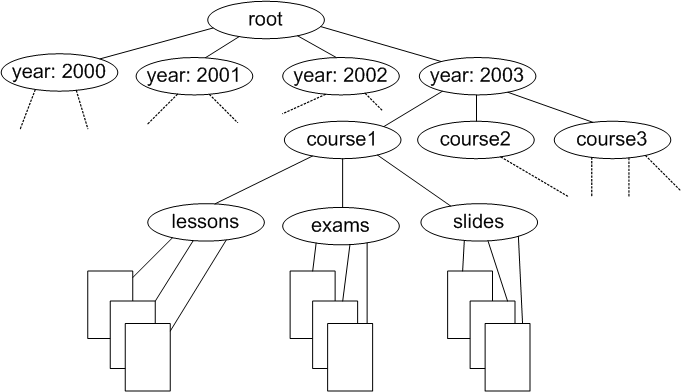 root
year: 2000
year: 2001
year: 2002
year: 2003
course1
course2
course3
lessons
exams
slides